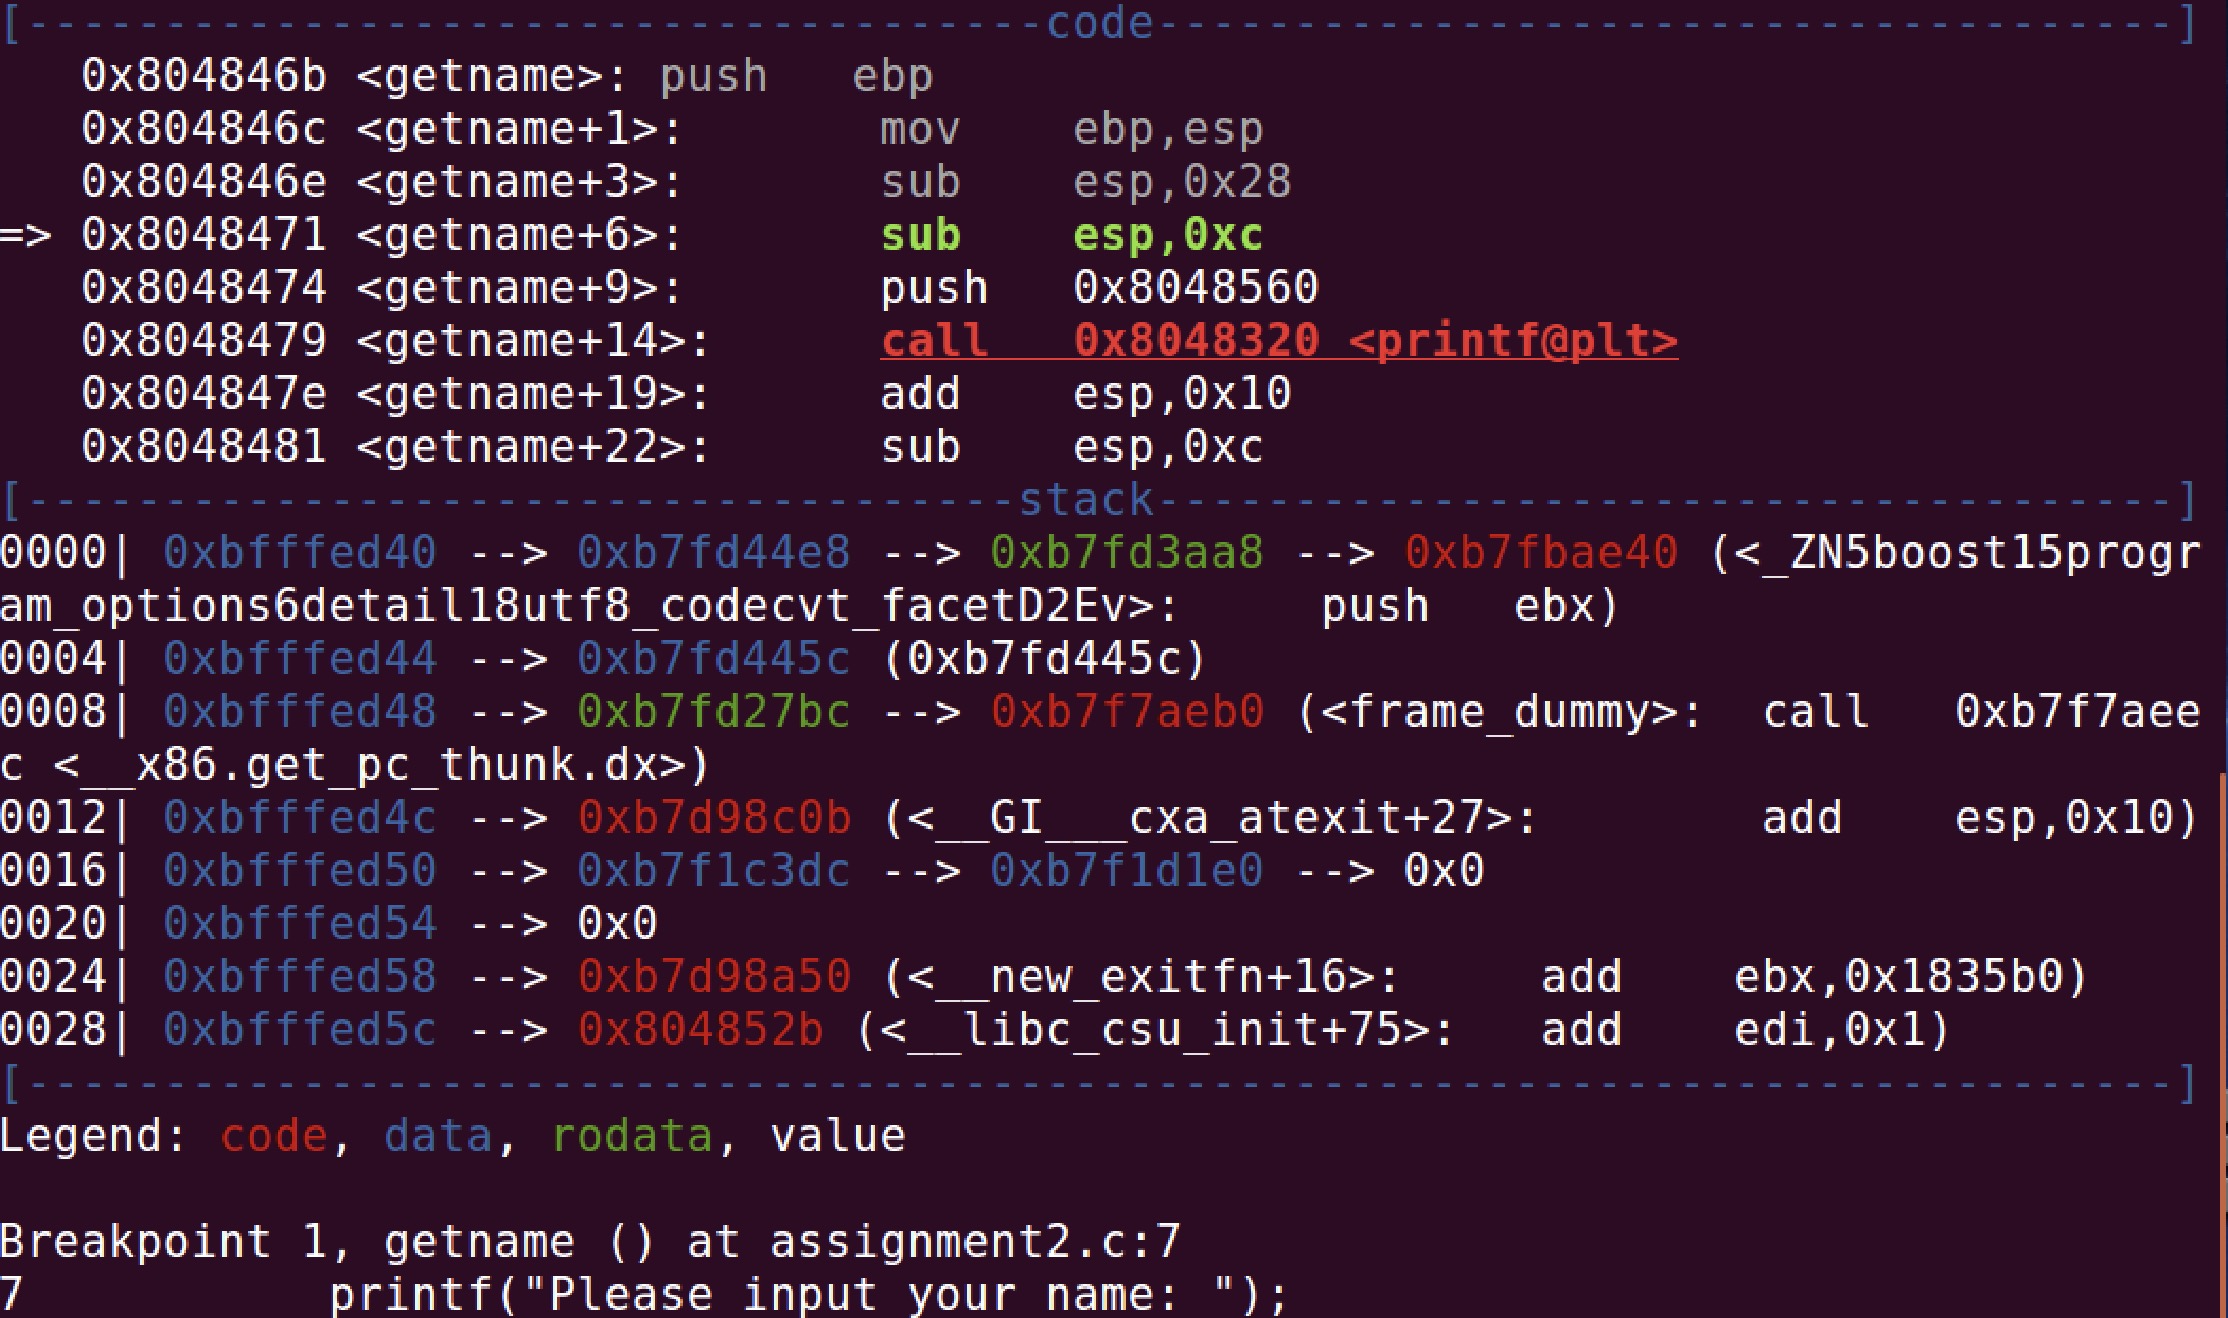 [-------------------------------------code-------------------------------------]
   0x804846b <getname>: push   ebp
   0x804846c <getname+1>:       mov    ebp,esp
   0x804846e <getname+3>:       sub    esp,0x28
=> 0x8048471 <getname+6>:       sub    esp,0xc
   0x8048474 <getname+9>:       push   0x8048560
   0x8048479 <getname+14>:      call   0x8048320 <printf@plt>
   0x804847e <getname+19>:      add    esp,0x10
   0x8048481 <getname+22>:      sub    esp,0xc
[------------------------------------stack-------------------------------------]
0000| 0xbfffed40 --> 0xb7fd44e8 --> 0xb7fd3aa8 --> 0xb7fbae40 (<_ZN5boost15progr
am_options6detail18utf8_codecvt_facetD2Ev>:     push   ebx)
0004| 0xbfffed44 --> 0xb7fd445c (0xb7fd445c)
0008| 0xbfffed48 --> 0xb7fd27bc --> 0xb7f7aeb0 (<frame_dummy>:  call   0xb7f7aee
c <__x86.get_pc_thunk.dx>)
0012| 0xbfffed4c --> 0xb7d98c0b (<__GI___cxa_atexit+27>:        add    esp,0x10)
0016| 0xbfffed50 --> 0xb7f1c3dc --> 0xb7f1d1e0 --> 0x0
0020| 0xbfffed54 --> 0x0
0024| 0xbfffed58 --> 0xb7d98a50 (<__new_exitfn+16>:     add    ebx,0x1835b0)
0028| 0xbfffed5c --> 0x804852b (<__libc_csu_init+75>:   add    edi,0x1)
[------------------------------------------------------------------------------]
Legend: code, data, rodata, value
Breakpoint 1, getname () at assignment2.c:7
7           printf("Please input your name: ");